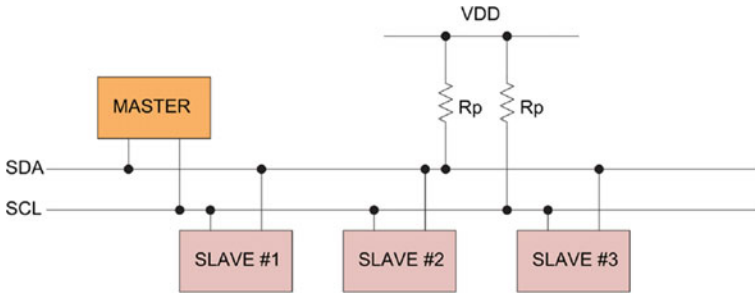 VDD
MASTER
Rp
Rp
SDA
SCL
SLAVE #1
SLAVE #2
SLAVE #3